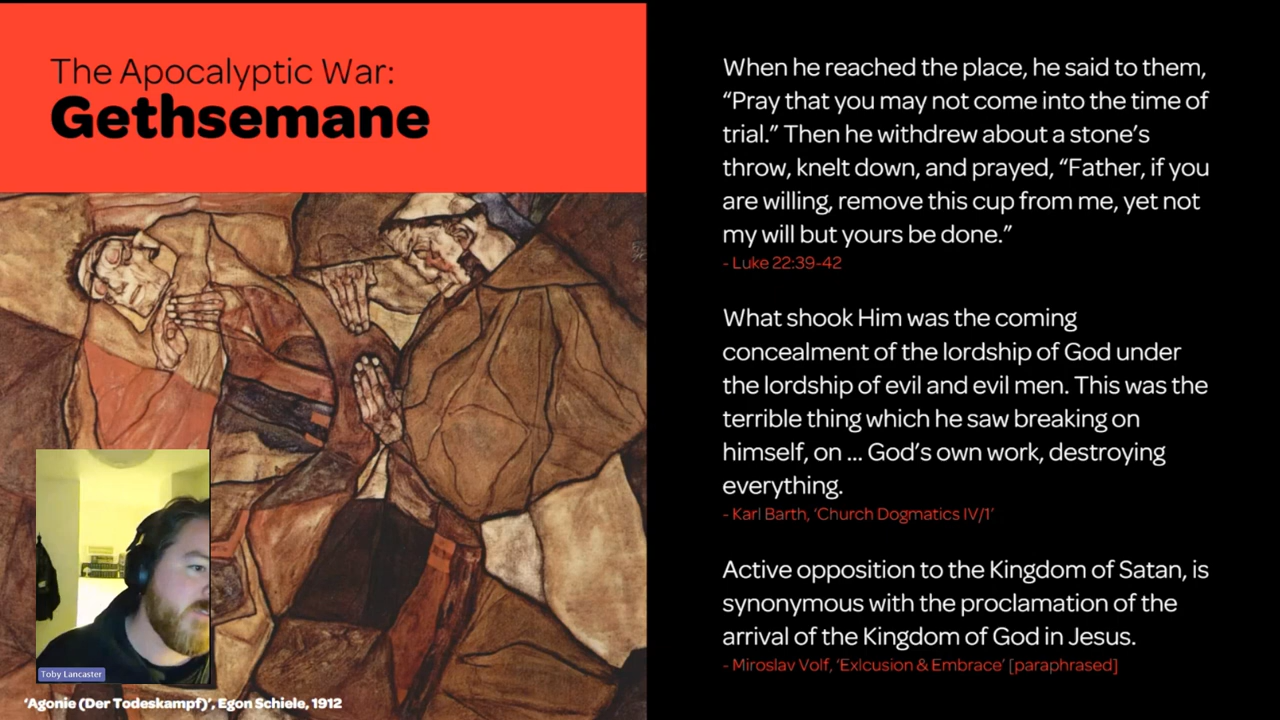 The Apocalyptic War:
Gethsemane
When he reached the place, he said to them,
“Pray that you may not come into the time of
trial.” Then he withdrew about a stone’s
throw, knelt down, and prayed, “Father, if you
are willing, remove this cup from me, yet not
my will but yours be done.”
- Luke 22:39-42
What shook Him was the coming
concealment of the lordship of God under
the lordship of evil and evil men. This was the
terrible thing which he saw breaking on
himself, on ... God’s own work, destroying
everything.
- Karl Barth, ‘Church Dogmatics IV/1’
Active opposition to the Kingdom of Satan, is
synonymous with the proclamation of the
arrival of the Kingdom of God in Jesus.
- Miroslav Volf, ‘Exlcusion & Embrace’ [paraphrased]
Toby Lancaster
‘Agonie (Der Todeskampf)’, Egon Schiele, 1912